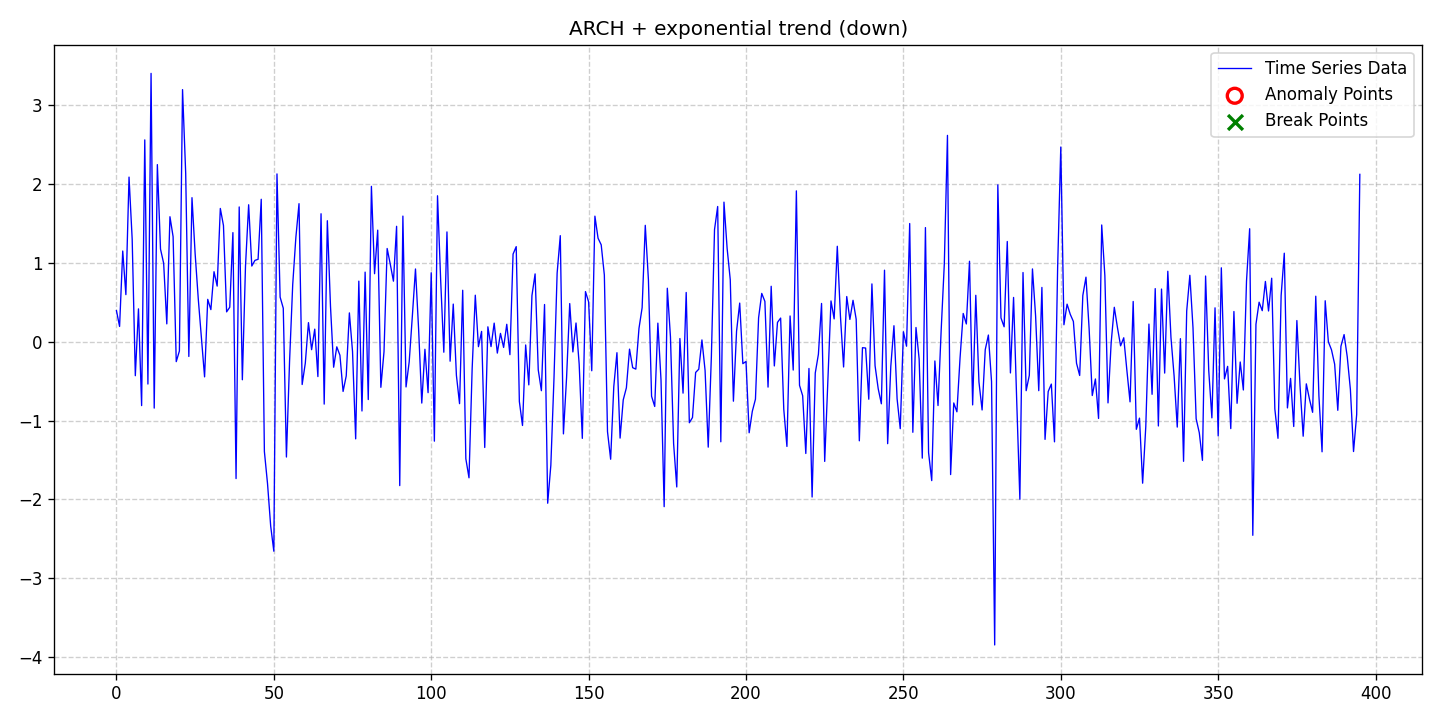 ARCH + exponential trend (down)
Time Series Data
Anomaly Points
Break Points
3
2
1
0
−1
−2
−3
−4
0 50 100 150 200 250 300 350 400